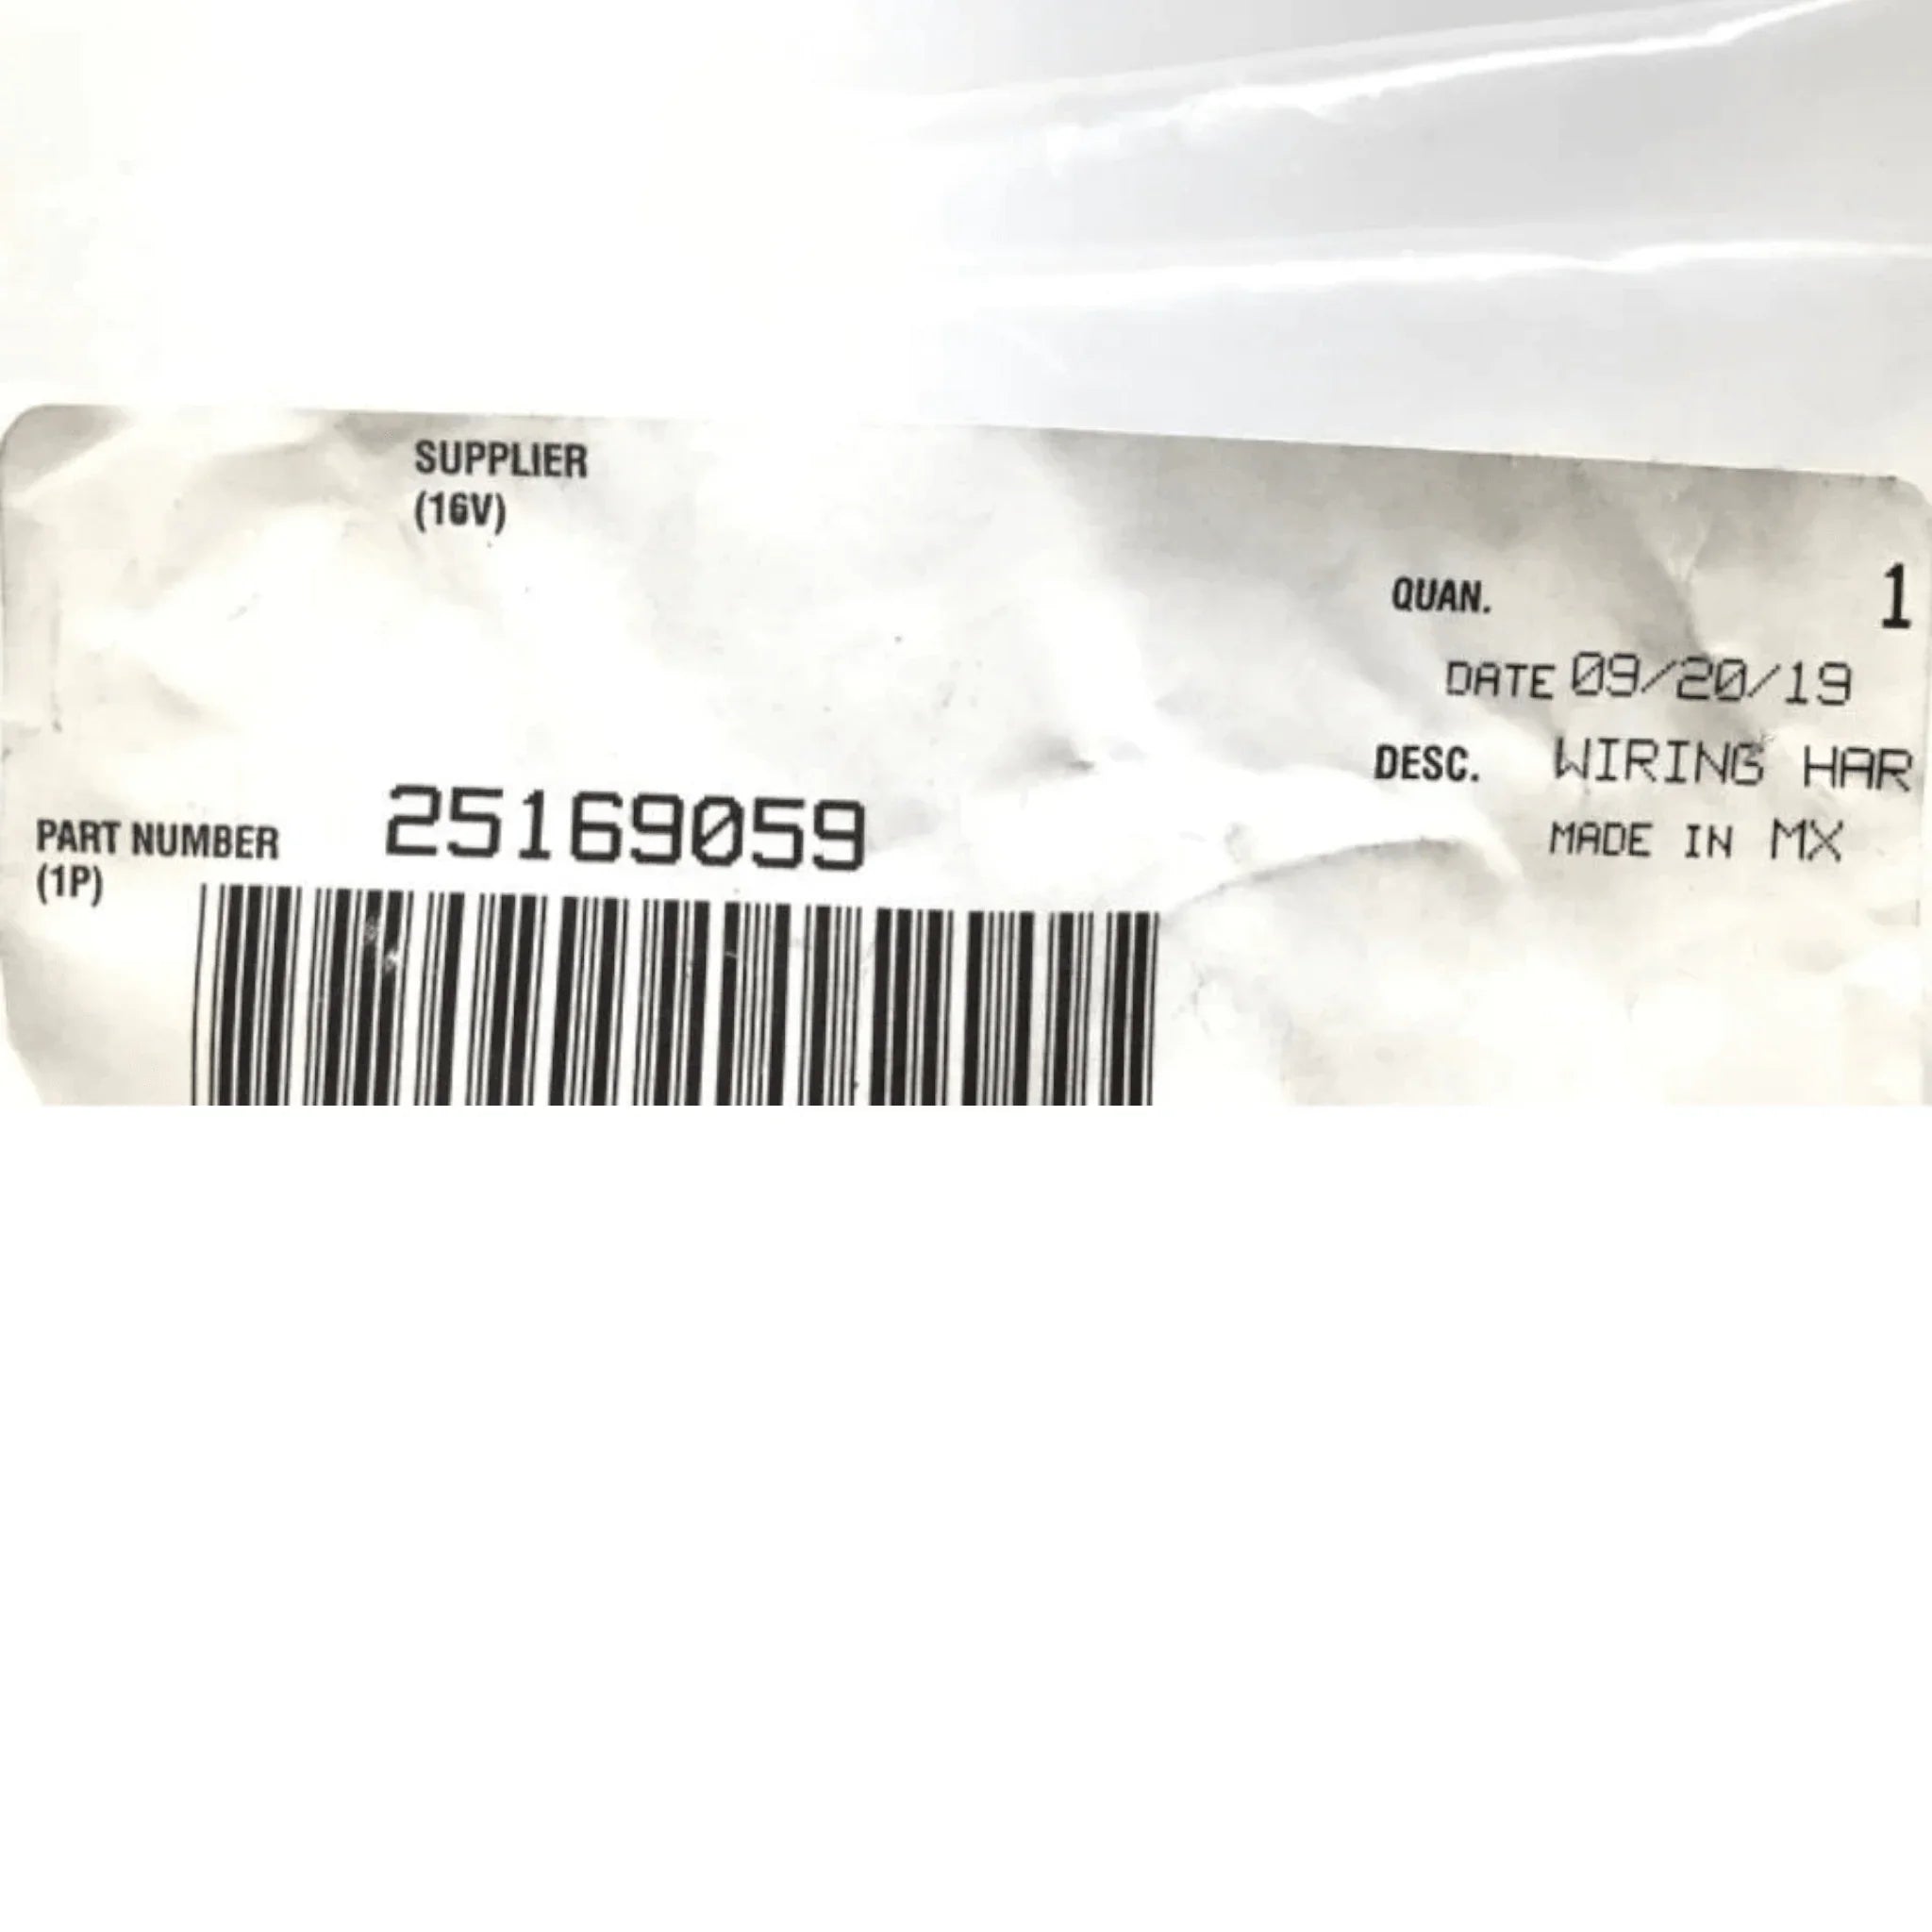 SUPPLIER
(16V)
QUAN. 1
DATE 09/20/19
DESC. WIRING HAR
MADE IN MX
PART NUMBER 25169059
(1P)